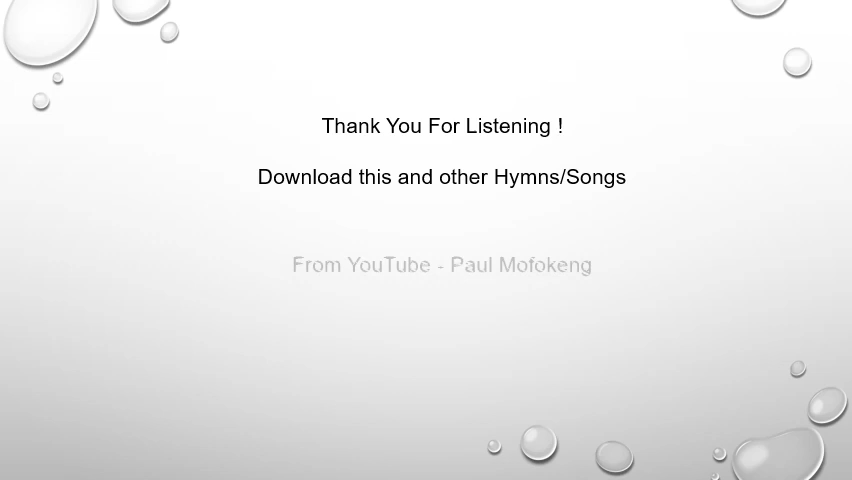 Thank You For Listening !
Download this and other Hymns/Songs
From YouTube - Paul Mofokeng